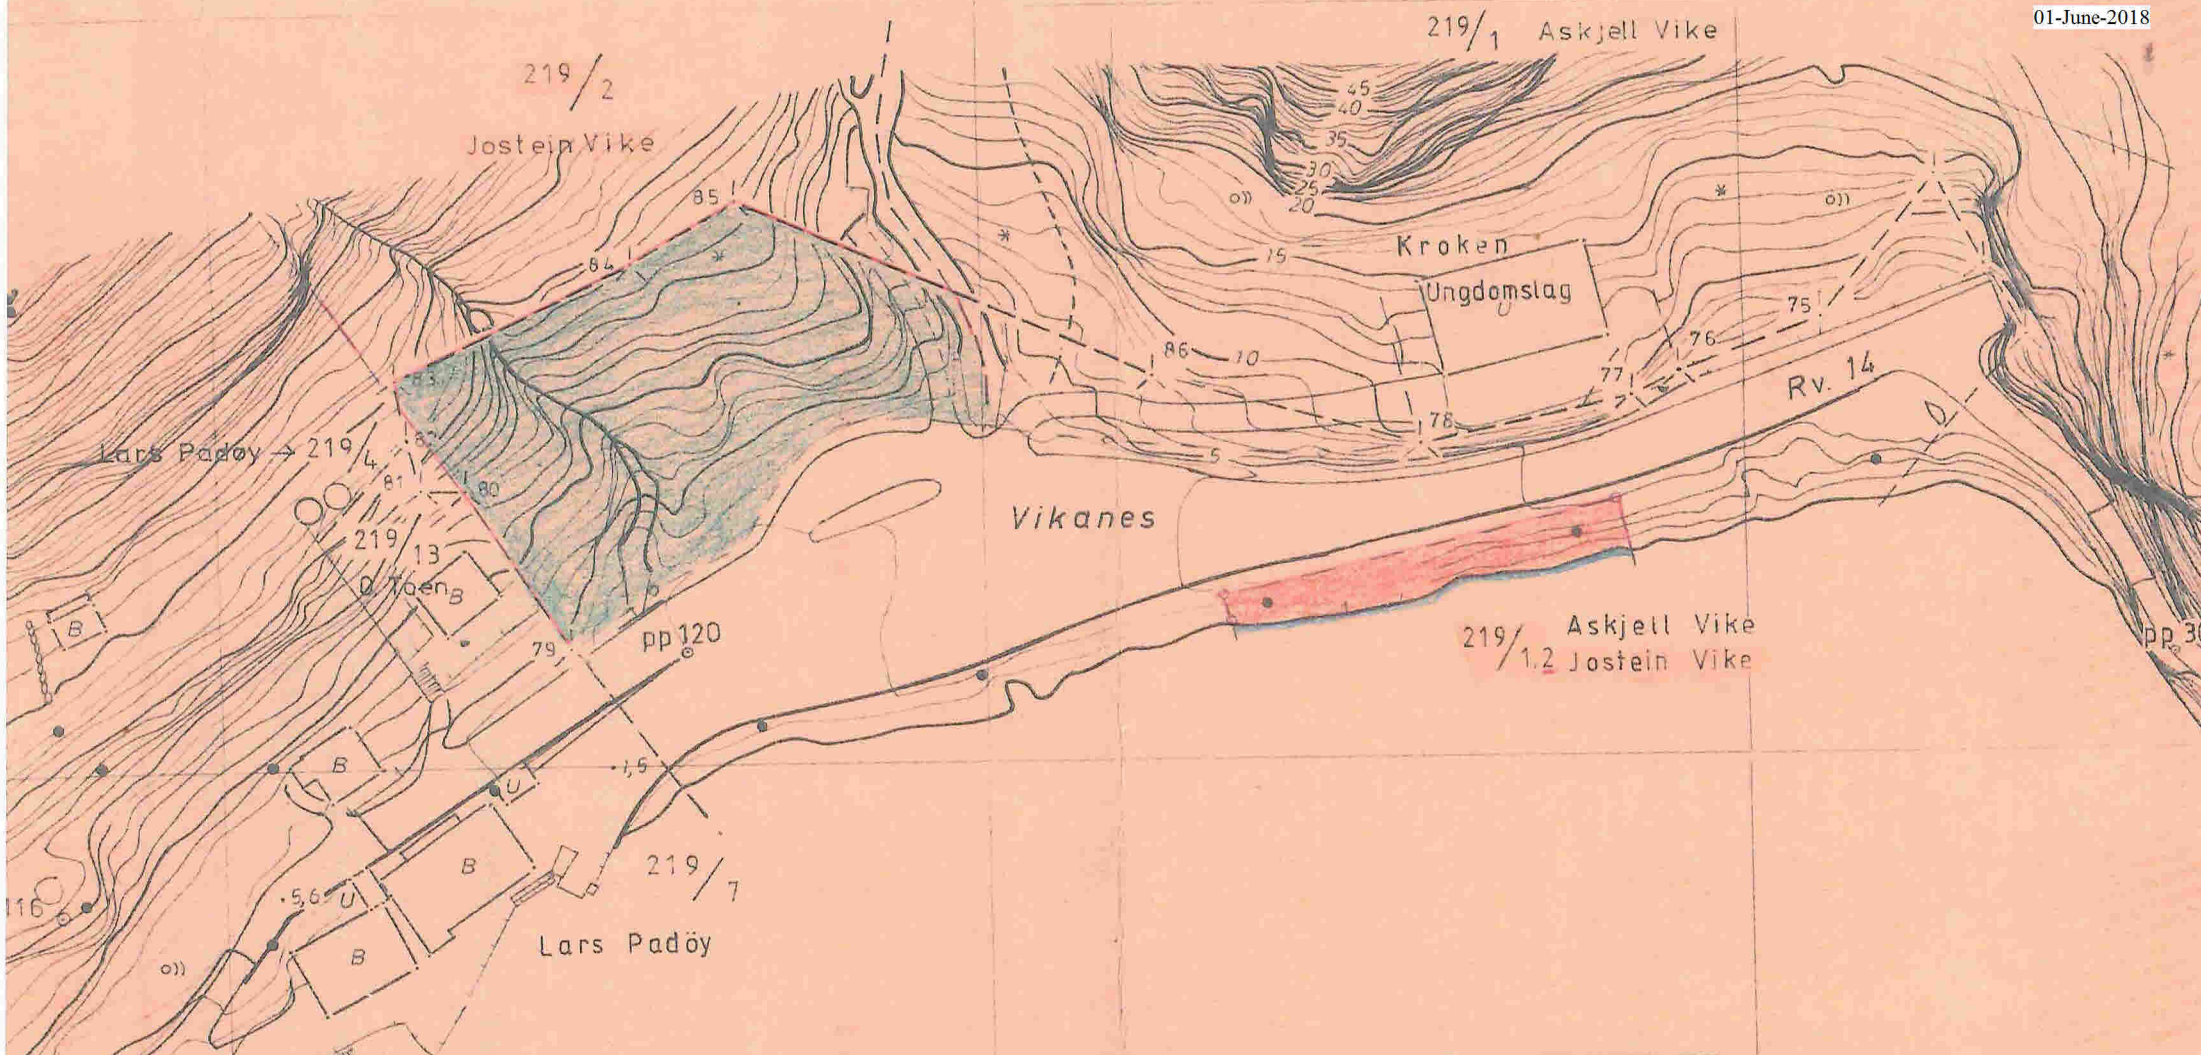 01-June-2018
219/1 Askjell Vike
219/2
Jostein Vike
45
40
35
30
25
20
85
84
15
Kroken
Ungdomslag
75
76
77
86
10
78
5
Rv. 14
83
82
Lars Padøy → 219/4
81
80
Vikanes
219/13
O. Toen
B
B
79
pp 120
219/1.2 Askjell Vike
Jostein Vike
B
1,5
U
B
219/7
5,6
U
116
B
Lars Padöy